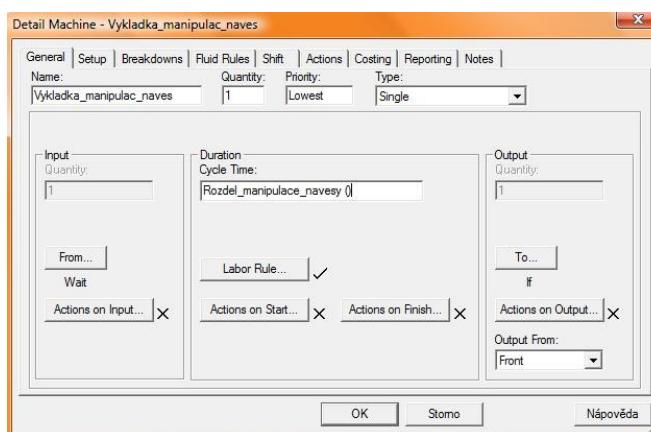 Detail Machine - Vykladka_manipulac_naves
General Setup Breakdowns Fluid Rules Shift Actions Costing Reporting Notes
Name: Quantity: Priority: Type:
Vykladka_manipulac_naves 1 Lowest Single
Input Duration Output
Quantity: Cycle Time: Quantity:
1 Rozdel_manipulace_navesy () 1
From... Labor Rule... To...
Wait If
Actions on Input... Actions on Start... Actions on Finish... Actions on Output...
Output From:
Front
OK Storno Nápověda